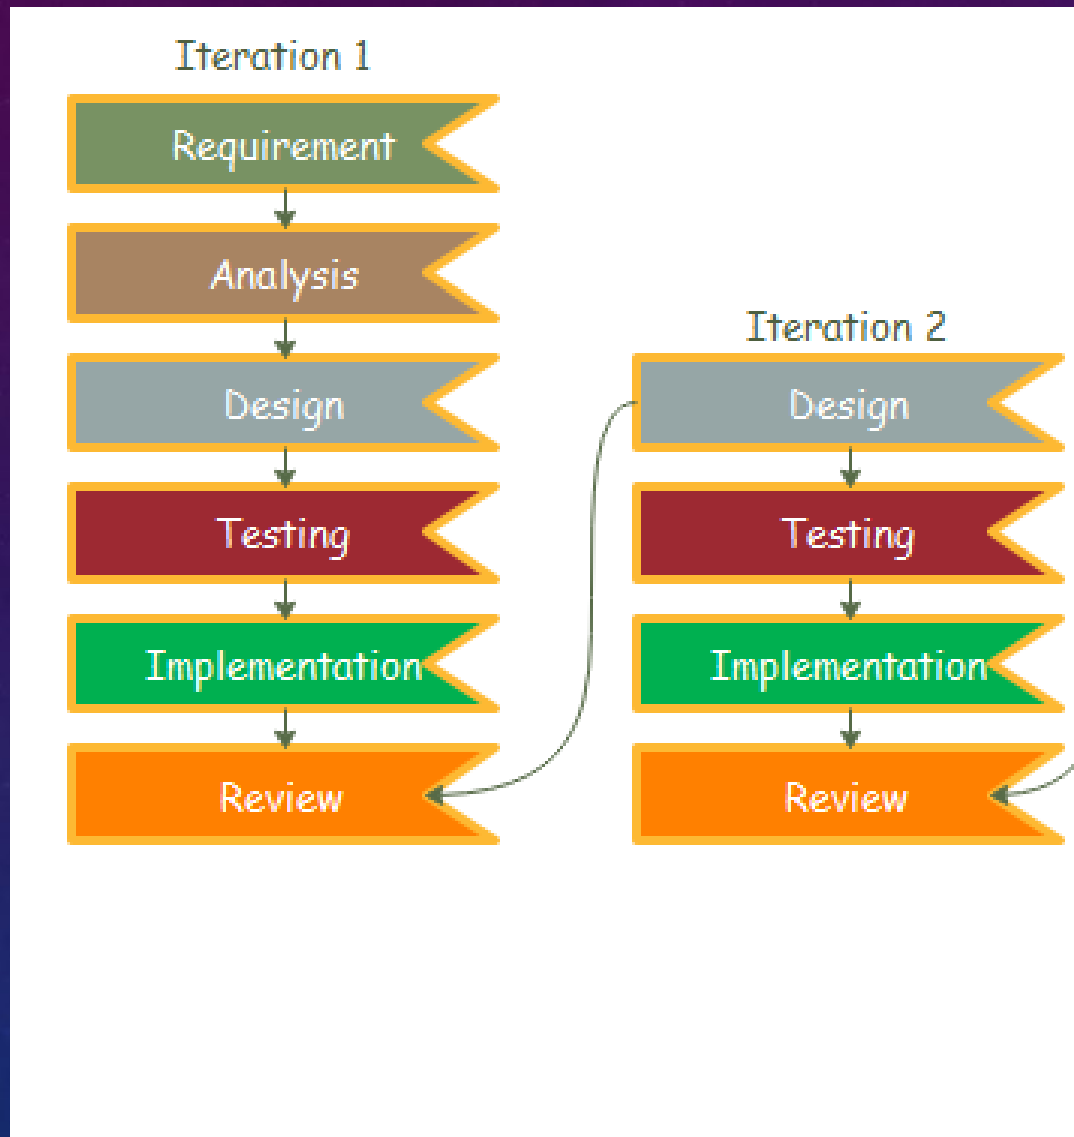 Iteration 1
Requirement
Analysis
Design
Testing
Implementation
Review
Iteration 2
Design
Testing
Implementation
Review